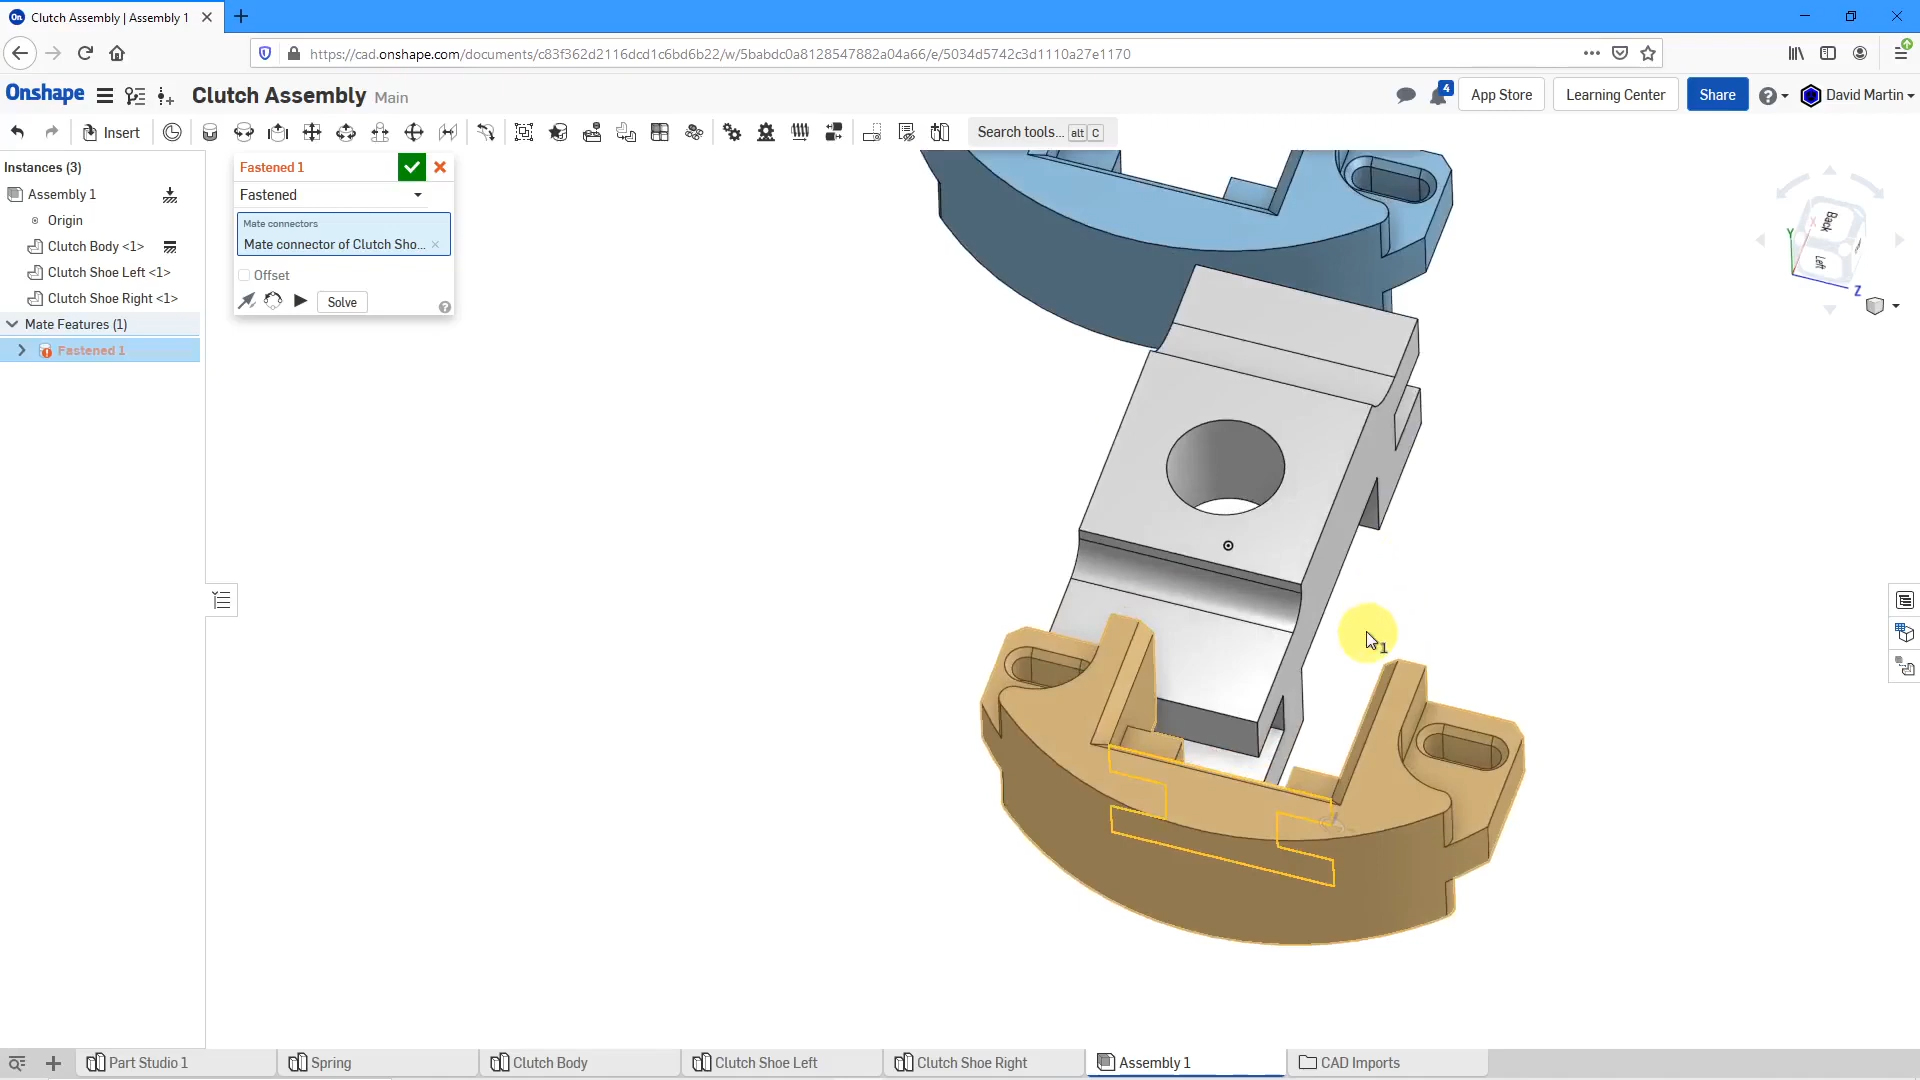 Clutch Assembly | Assembly 1
https://cad.onshape.com/documents/c83f362d2116dcd1c6bd6b22/w/5babdc0a8128547882a04a66/e/5034d5742c3d1110a27e1170
Onshape
Clutch Assembly Main
4
App Store
Learning Center
Share
David Martin
Insert
Search tools... alt C
Instances (3)
Assembly 1
Origin
Clutch Body <1>
Clutch Shoe Left <1>
Clutch Shoe Right <1>
Mate Features (1)
Fastened 1
Fastened 1
Fastened
Mate connectors
Mate connector of Clutch Sho...
Offset
Solve
Back
Left
X
Y
Z
1
Part Studio 1
Spring
Clutch Body
Clutch Shoe Left
Clutch Shoe Right
Assembly 1
CAD Imports